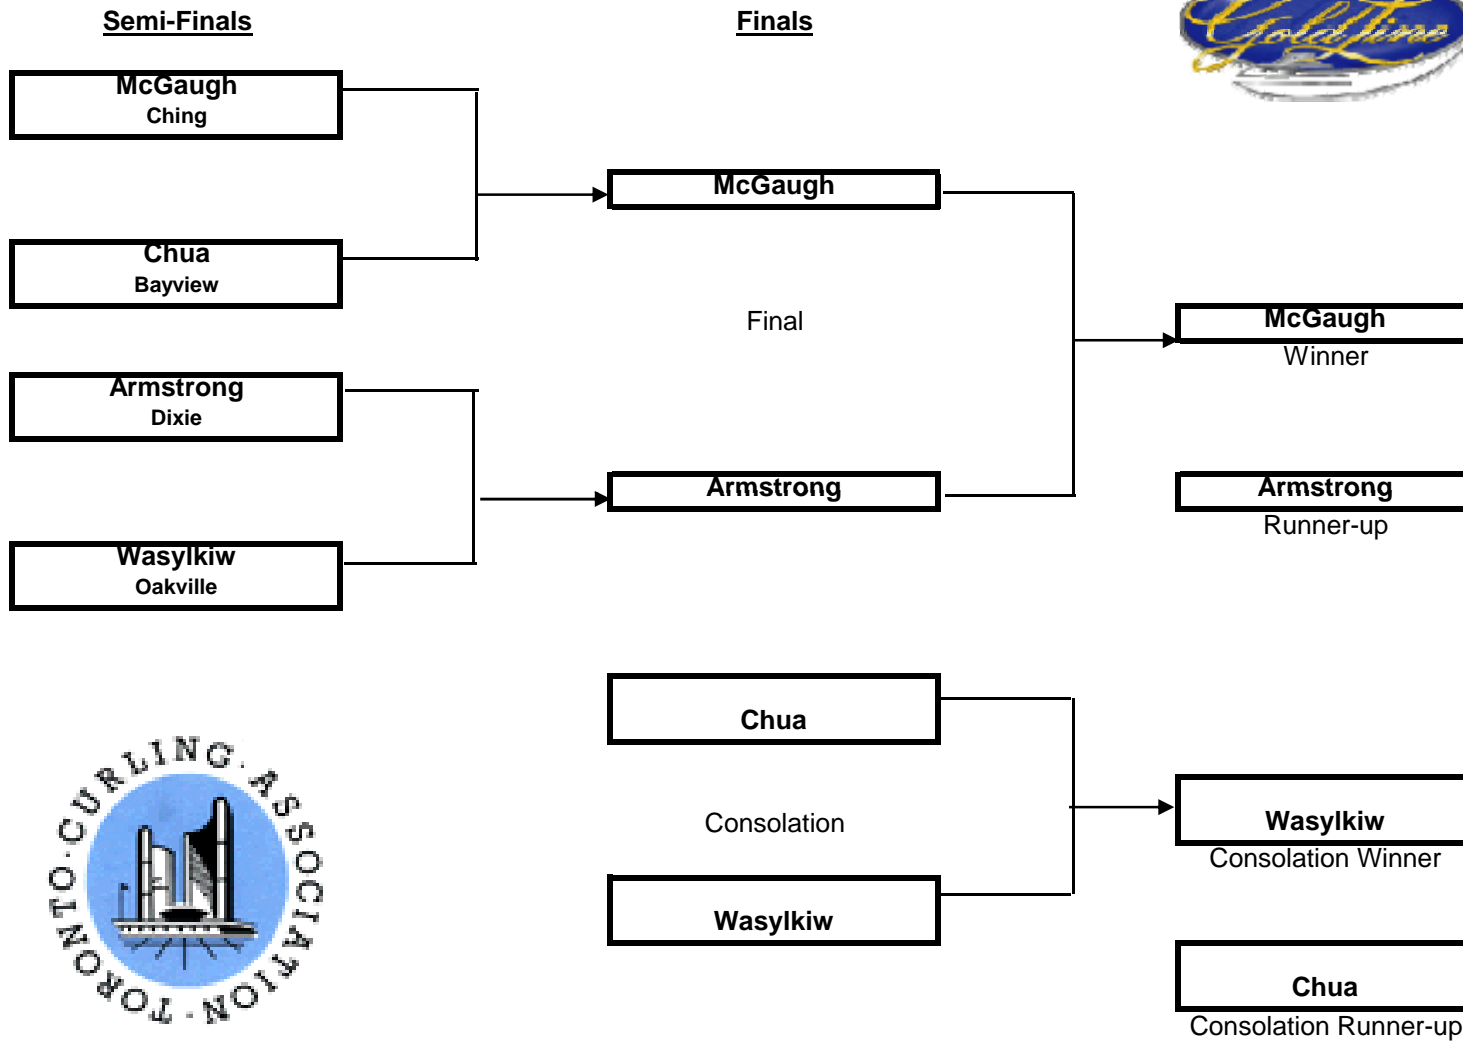 Semi-Finals
Finals
Goldline
McGaugh
Ching
McGaugh
Chua
Bayview
Final
McGaugh
Winner
Armstrong
Dixie
Armstrong
Armstrong
Runner-up
Wasylkiw
Oakville
Chua
Consolation
Wasylkiw
Consolation Winner
Wasylkiw
Chua
Consolation Runner-up
TORONTO · CURLING · ASSOCIATION ·